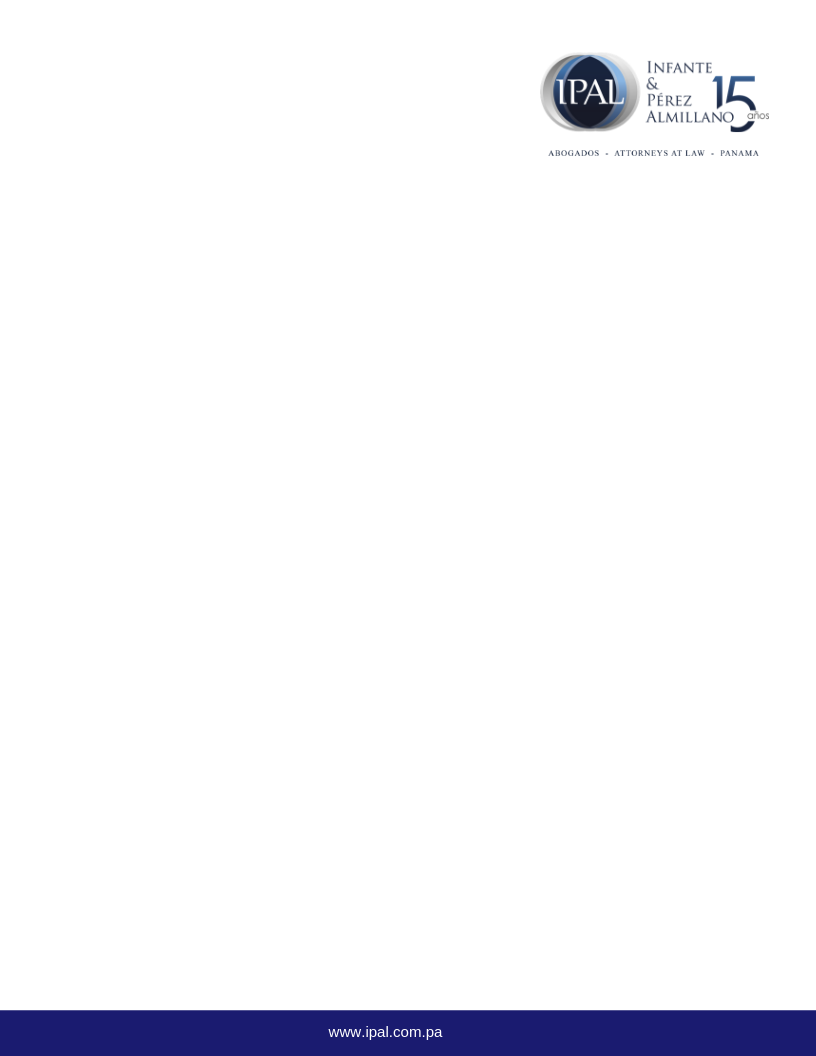 IPAL
INFANTE
&
PÉREZ
ALMILLANO
15
años
ABOGADOS - ATTORNEYS AT LAW - PANAMA
www.ipal.com.pa